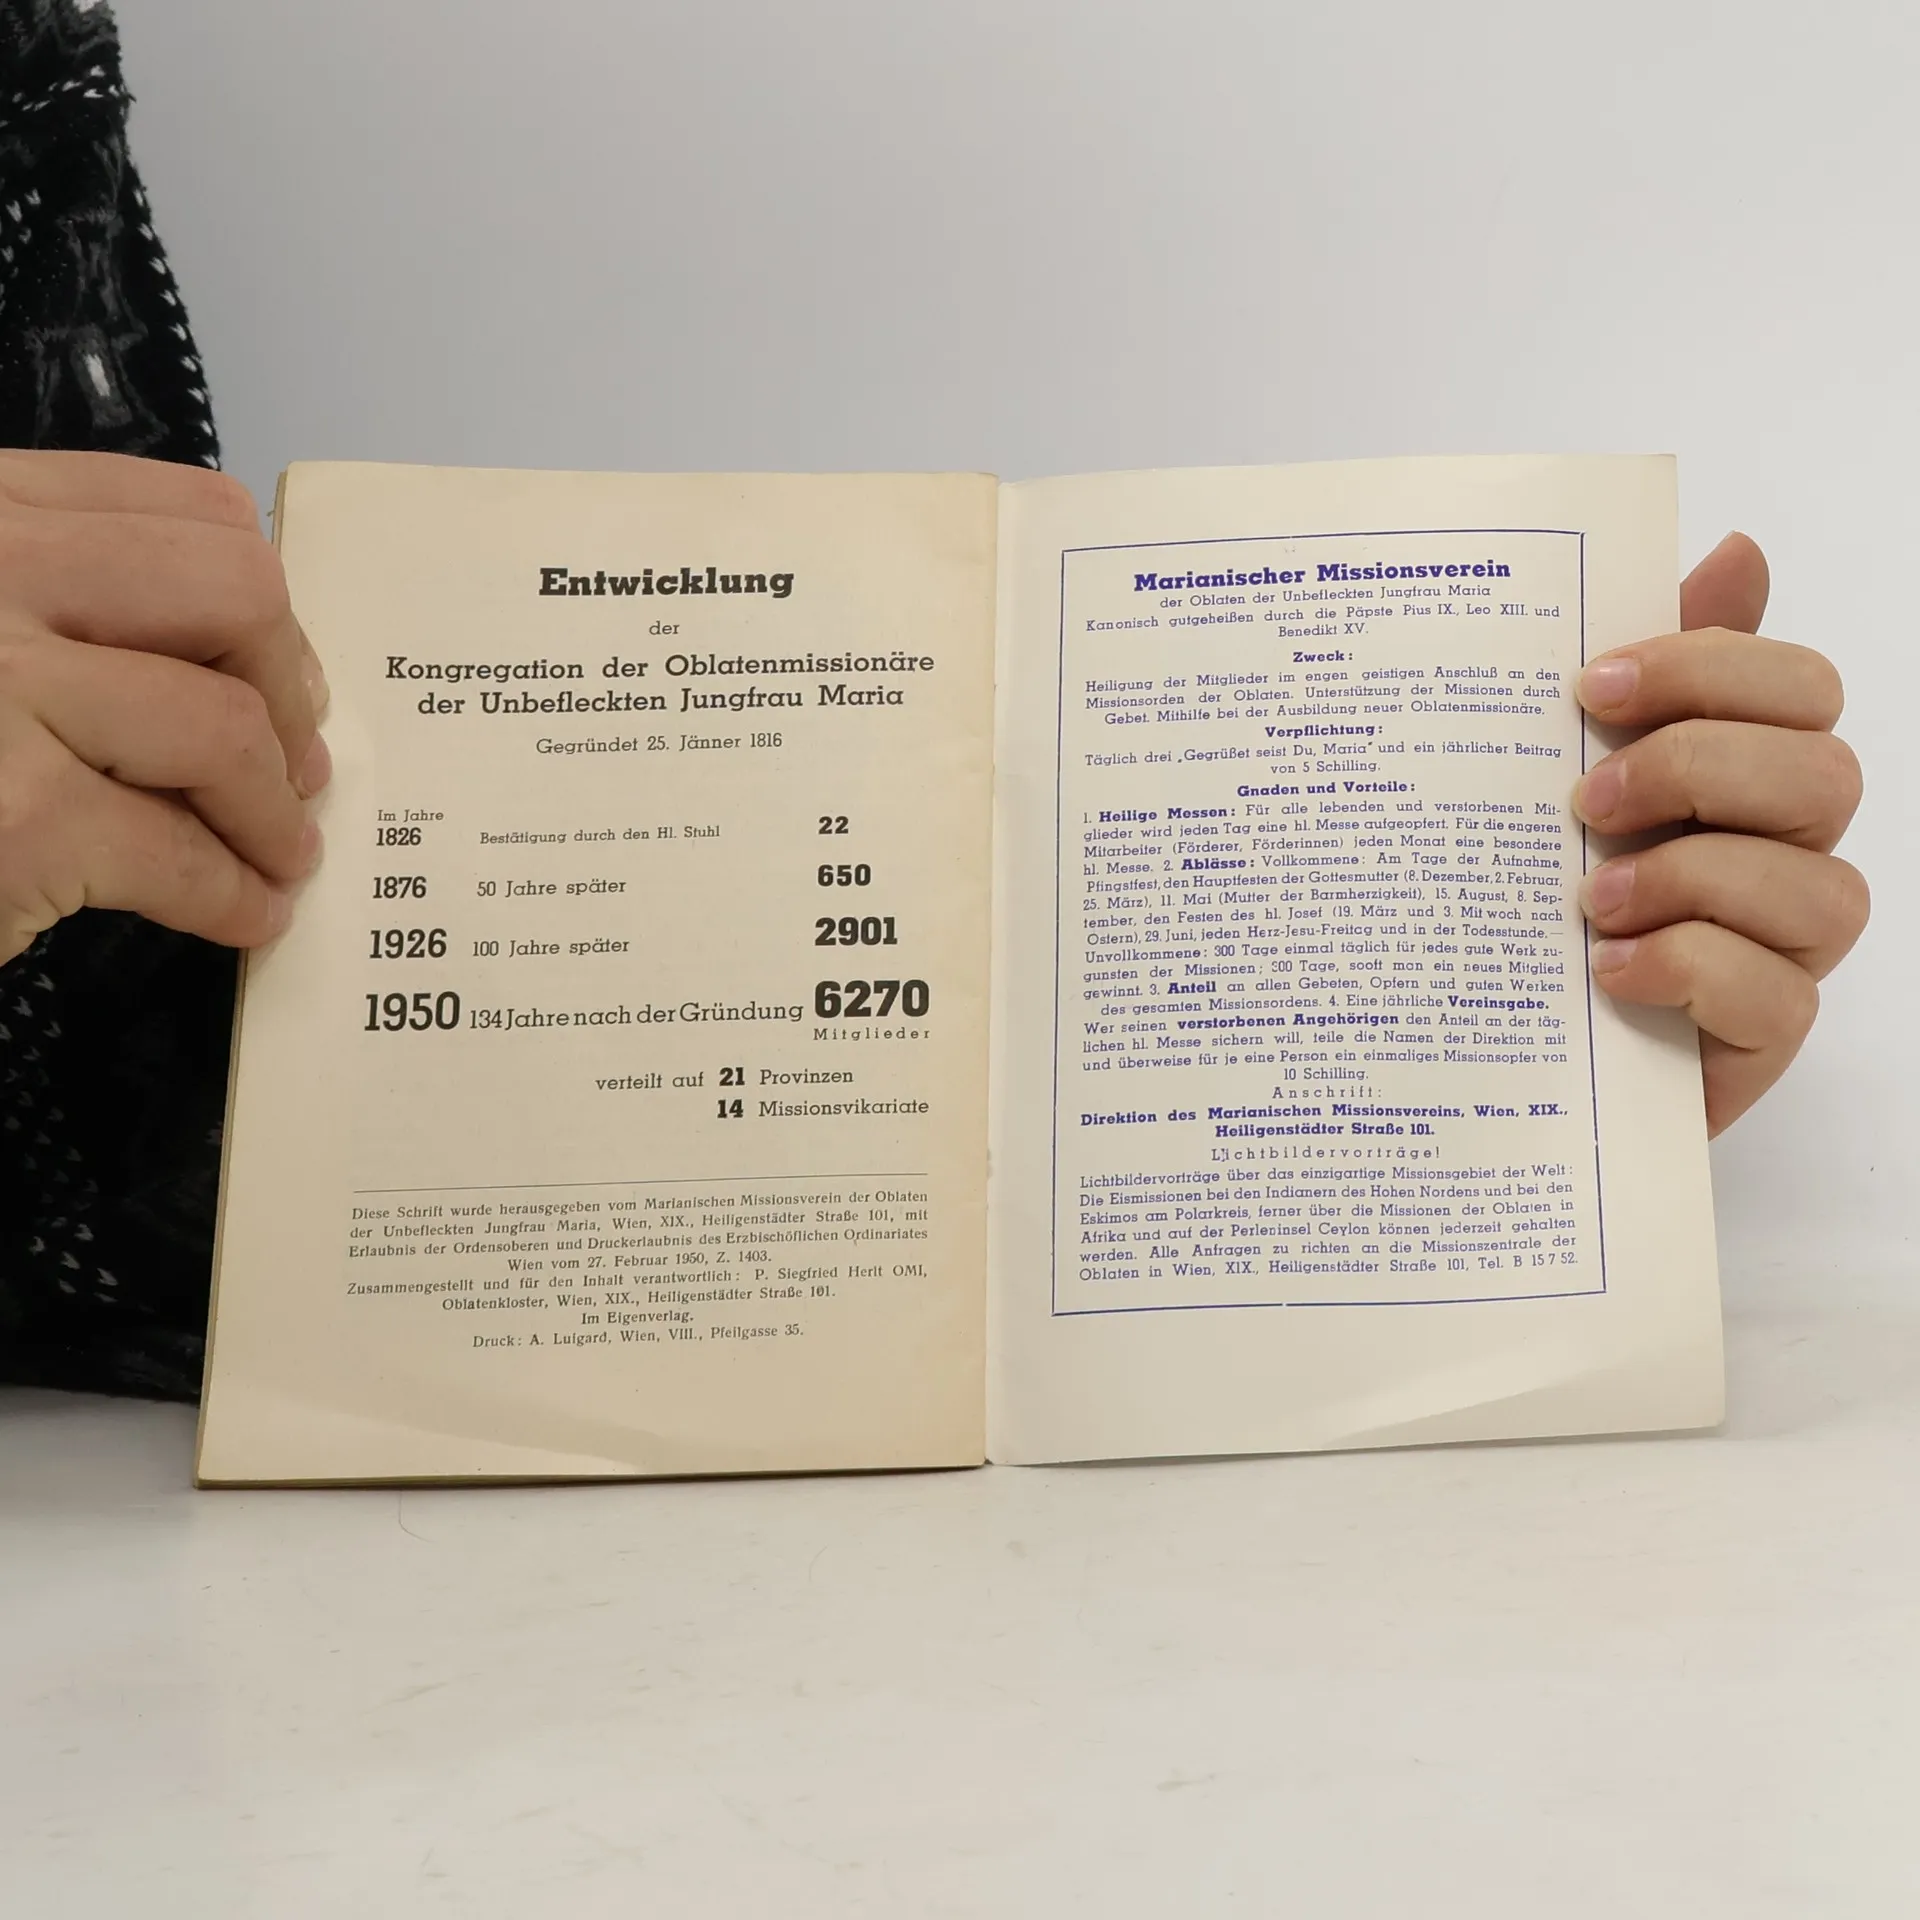 Entwicklung
der
Kongregation der Oblatenmissionäre
der Unbefleckten Jungfrau Maria
Gegründet 25. Jänner 1816
Im Jahre
1826 Bestätigung durch den Hl. Stuhl 22
1876 50 Jahre später 650
1926 100 Jahre später 2901
1950 134 Jahre nach der Gründung 6270
Mitglieder
verteilt auf 21 Provinzen
14 Missionsvikariate
Diese Schrift wurde herausgegeben vom Marianischen Missionsverein der Oblaten
der Unbefleckten Jungfrau Maria, Wien, XIX., Heiligenstädter Straße 101, mit
Erlaubnis der Ordensoberen und Druckerlaubnis des Erzbischöflichen Ordinariates
Wien vom 27. Februar 1950, Z. 1403.
Zusammengestellt und für den Inhalt verantwortlich: P. Siegfried Herit OMI,
Oblatenkloster, Wien, XIX., Heiligenstädter Straße 101.
Im Eigenverlag.
Druck: A. Luigard, Wien, VIII., Pfeilgasse 35.
Marianischer Missionsverein
der Oblaten der Unbefleckten Jungfrau Maria
Kanonisch gutgeheißen durch die Päpste Pius IX., Leo XIII. und
Benedikt XV.
Zweck:
Heiligung der Mitglieder im engen geistigen Anschluß an den
Missionsorden der Oblaten. Unterstützung der Missionen durch
Gebet. Mithilfe bei der Ausbildung neuer Oblatenmissionäre.
Verpflichtung:
Täglich drei „Gegrüßet seist Du, Maria" und ein jährlicher Beitrag
von 5 Schilling.
Gnaden und Vorteile:
1. Heilige Messen: Für alle lebenden und verstorbenen Mit-
glieder wird jeden Tag eine hl. Messe aufgeopfert. Für die engeren
Mitarbeiter (Förderer, Förderinnen) jeden Monat eine besondere
hl. Messe. 2. Ablässe: Vollkommene: Am Tage der Aufnahme,
Pfingstfest, den Hauptfesten der Gottesmutter (8. Dezember, 2. Februar,
25. März), 11. Mai (Mutter der Barmherzigkeit), 15. August, 8. Sep-
tember, den Festen des hl. Josef (19. März und 3. Mittwoch nach
Ostern), 29. Juni, jeden Herz-Jesu-Freitag und in der Todesstunde. —
Unvollkommene: 300 Tage einmal täglich für jedes gute Werk zu-
gunsten der Missionen; 300 Tage, sooft man ein neues Mitglied
gewinnt. 3. Anteil an allen Gebeten, Opfern und guten Werken
des gesamten Missionsordens. 4. Eine jährliche Vereinsgabe.
Wer seinen verstorbenen Angehörigen den Anteil an der täg-
lichen hl. Messe sichern will, teile die Namen der Direktion mit
und überweise für je eine Person ein einmaliges Missionsopfer von
10 Schilling.
Anschrift:
Direktion des Marianischen Missionsvereins, Wien, XIX.,
Heiligenstädter Straße 101.
Lichtbildervorträge!
Lichtbildervorträge über das einzigartige Missionsgebiet der Welt:
Die Eismissionen bei den Indianern des Hohen Nordens und bei den
Eskimos am Polarkreis, ferner über die Missionen der Oblaten in
Afrika und auf der Perleninsel Ceylon können jederzeit gehalten
werden. Alle Anfragen zu richten an die Missionszentrale der
Oblaten in Wien, XIX., Heiligenstädter Straße 101, Tel. B 15 7 52.